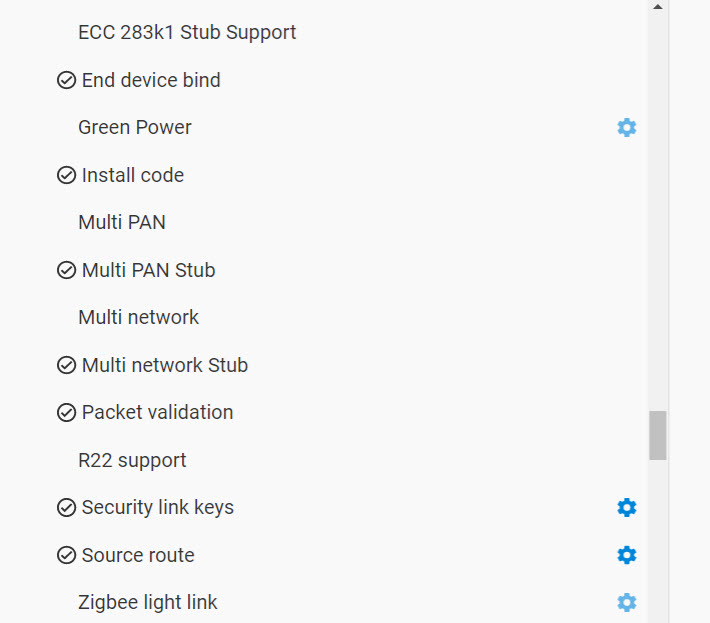 ECC 283k1 Stub Support
End device bind
Green Power
Install code
Multi PAN
Multi PAN Stub
Multi network
Multi network Stub
Packet validation
R22 support
Security link keys
Source route
Zigbee light link